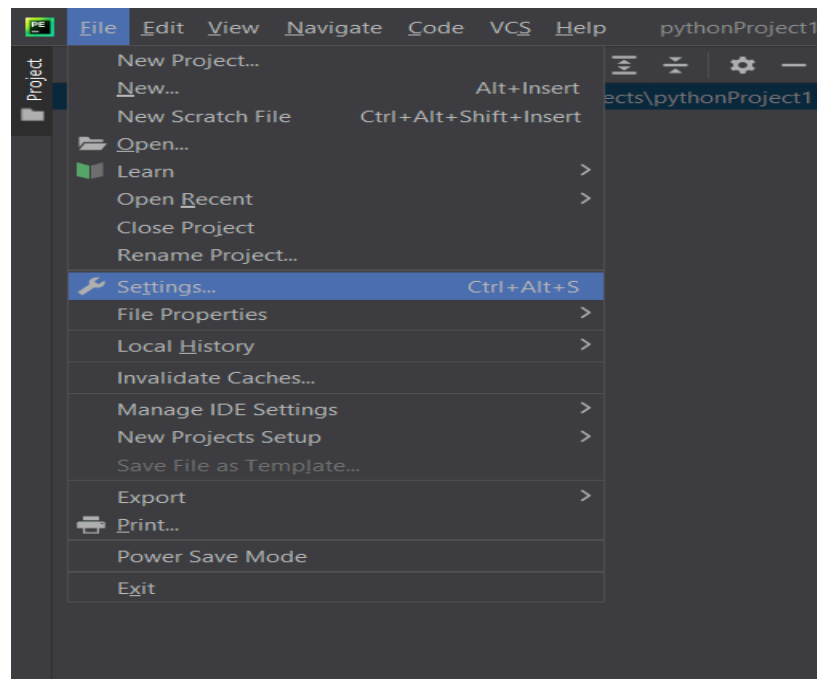 PE File Edit View Navigate Code VCS Help pythonProject1
Project
New Project...
New... Alt+Insert
ects\pythonProject1
New Scratch File Ctrl+Alt+Shift+Insert
Open...
Learn
Open Recent
Close Project
Rename Project...
Settings... Ctrl+Alt+S
File Properties
Local History
Invalidate Caches...
Manage IDE Settings
New Projects Setup
Save File as Template...
Export
Print...
Power Save Mode
Exit